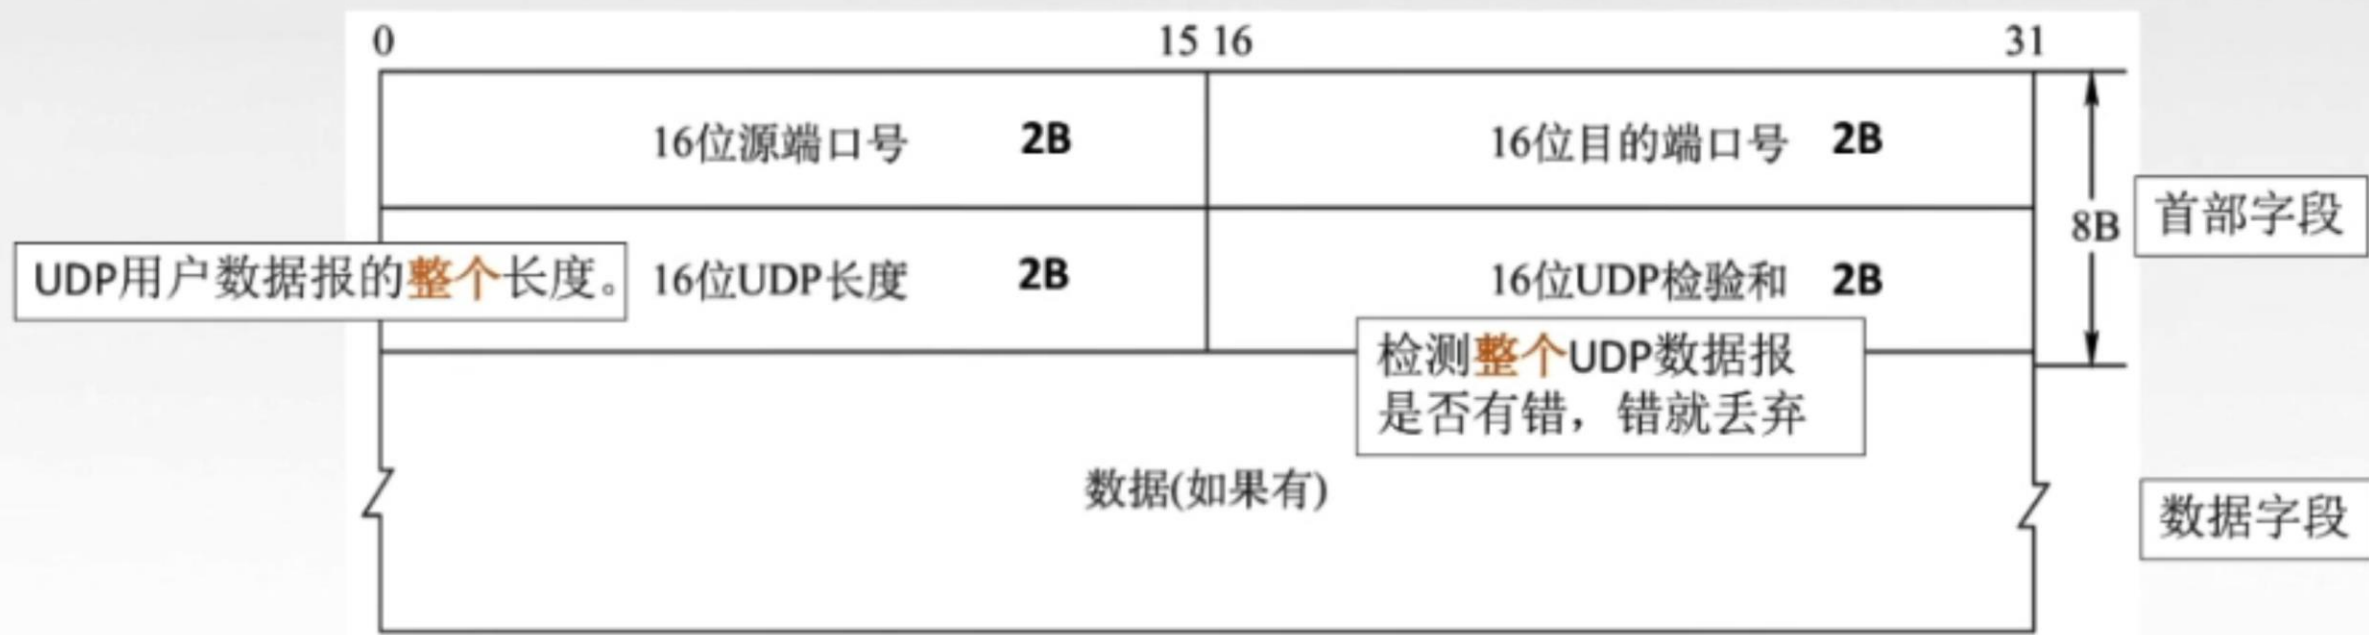 0 15 16 31
16位源端口号 2B 16位目的端口号 2B
首部字段
8B
UDP用户数据报的整个长度。 16位UDP长度 2B 16位UDP检验和 2B
检测整个UDP数据报
是否有错，错就丢弃
数据(如果有)
数据字段